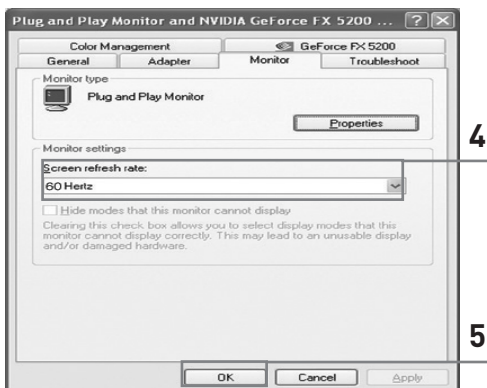 Plug and Play Monitor and NVIDIA GeForce FX 5200 ...
Color Management
GeForce FX 5200
General
Adapter
Monitor
Troubleshoot
Monitor type
Plug and Play Monitor
Properties
Monitor settings
Screen refresh rate:
60 Hertz
Hide modes that this monitor cannot display
Clearing this check box allows you to select display modes that this
monitor cannot display correctly. This may lead to an unusable display
and/or damaged hardware.
OK
Cancel
Apply
4
5